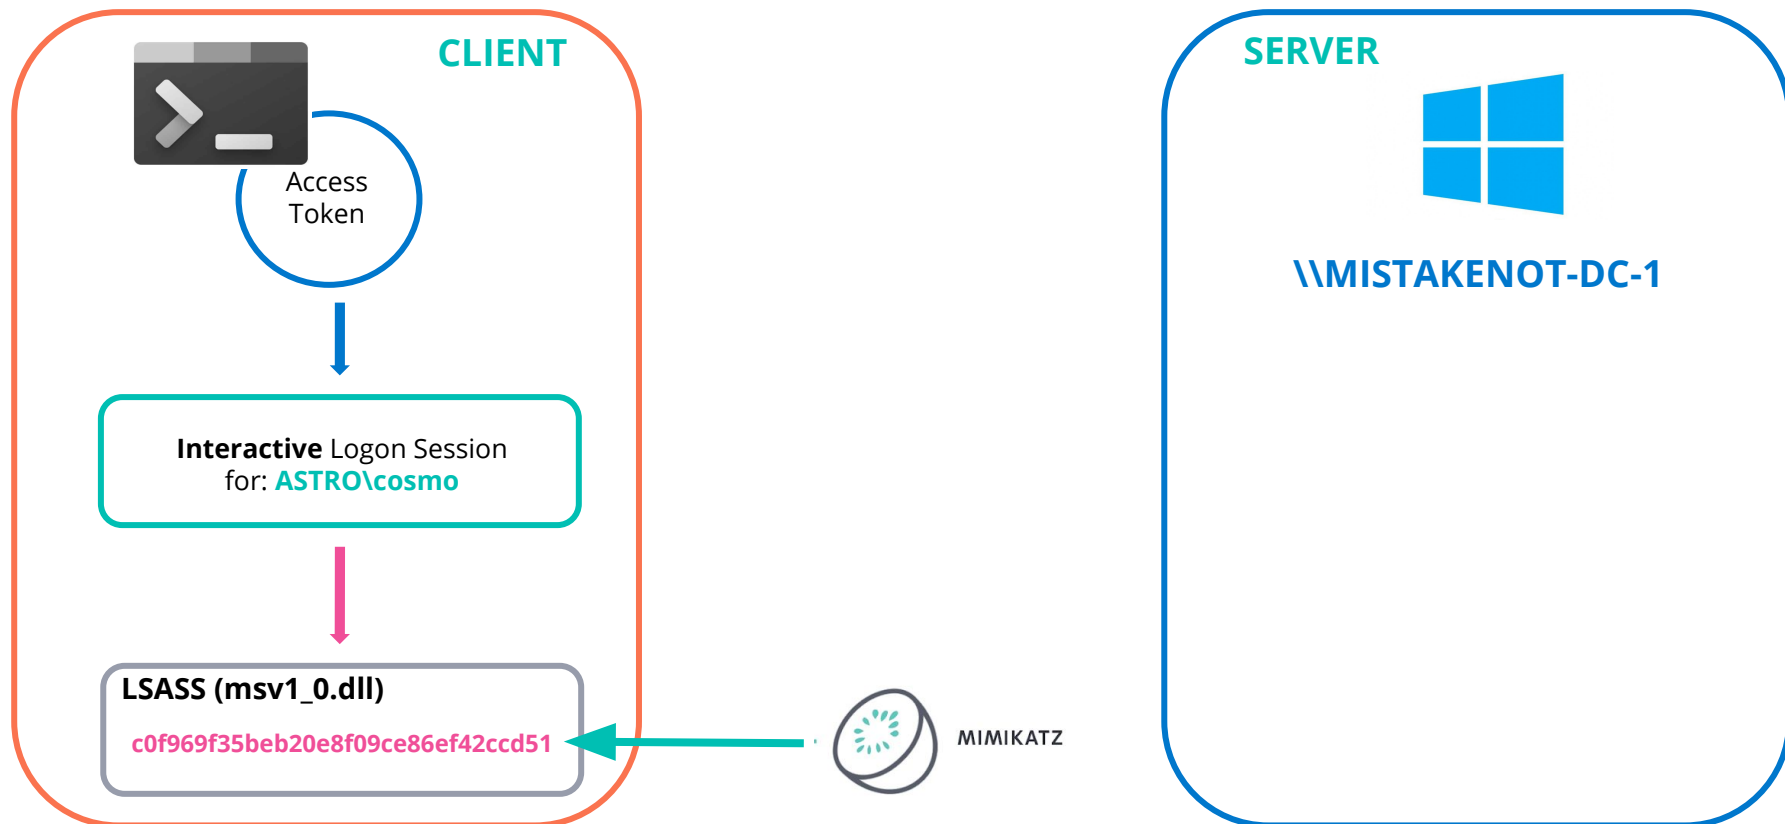 CLIENT
Access
Token
Interactive Logon Session
for: ASTRO\cosmo
LSASS (msv1_0.dll)
c0f969f35beb20e8f09ce86ef42ccd51
MIMIKATZ
SERVER
\\MISTAKENOT-DC-1